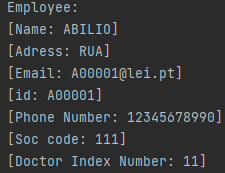 Employee:
[Name: ABILIO]
[Adress: RUA]
[Email: A00001@lei.pt]
[id: A00001]
[Phone Number: 12345678990]
[Soc code: 111]
[Doctor Index Number: 11]